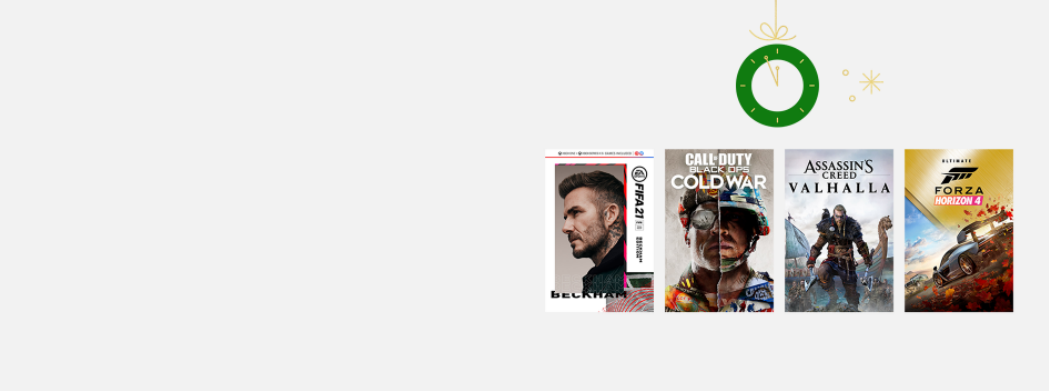 FIFA 21
BECKHAM
CALL OF DUTY
BLACK OPS
COLD WAR
ASSASSIN'S
CREED
VALHALLA
ULTIMATE
FORZA
HORIZON 4